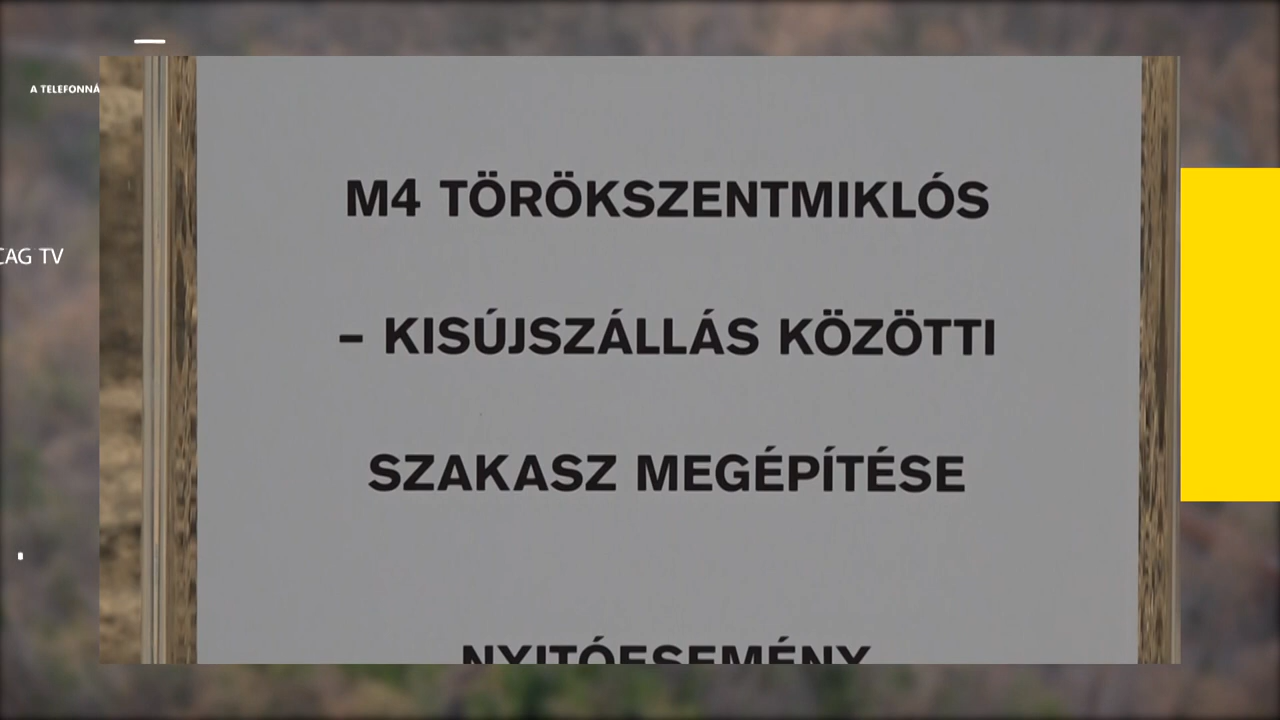 A TELEFONNÁ
CAG TV
M4 TÖRÖKSZENTMIKLÓS
– KISÚJSZÁLLÁS KÖZÖTTI
SZAKASZ MEGÉPÍTÉSE
NYITÓESEMÉNY